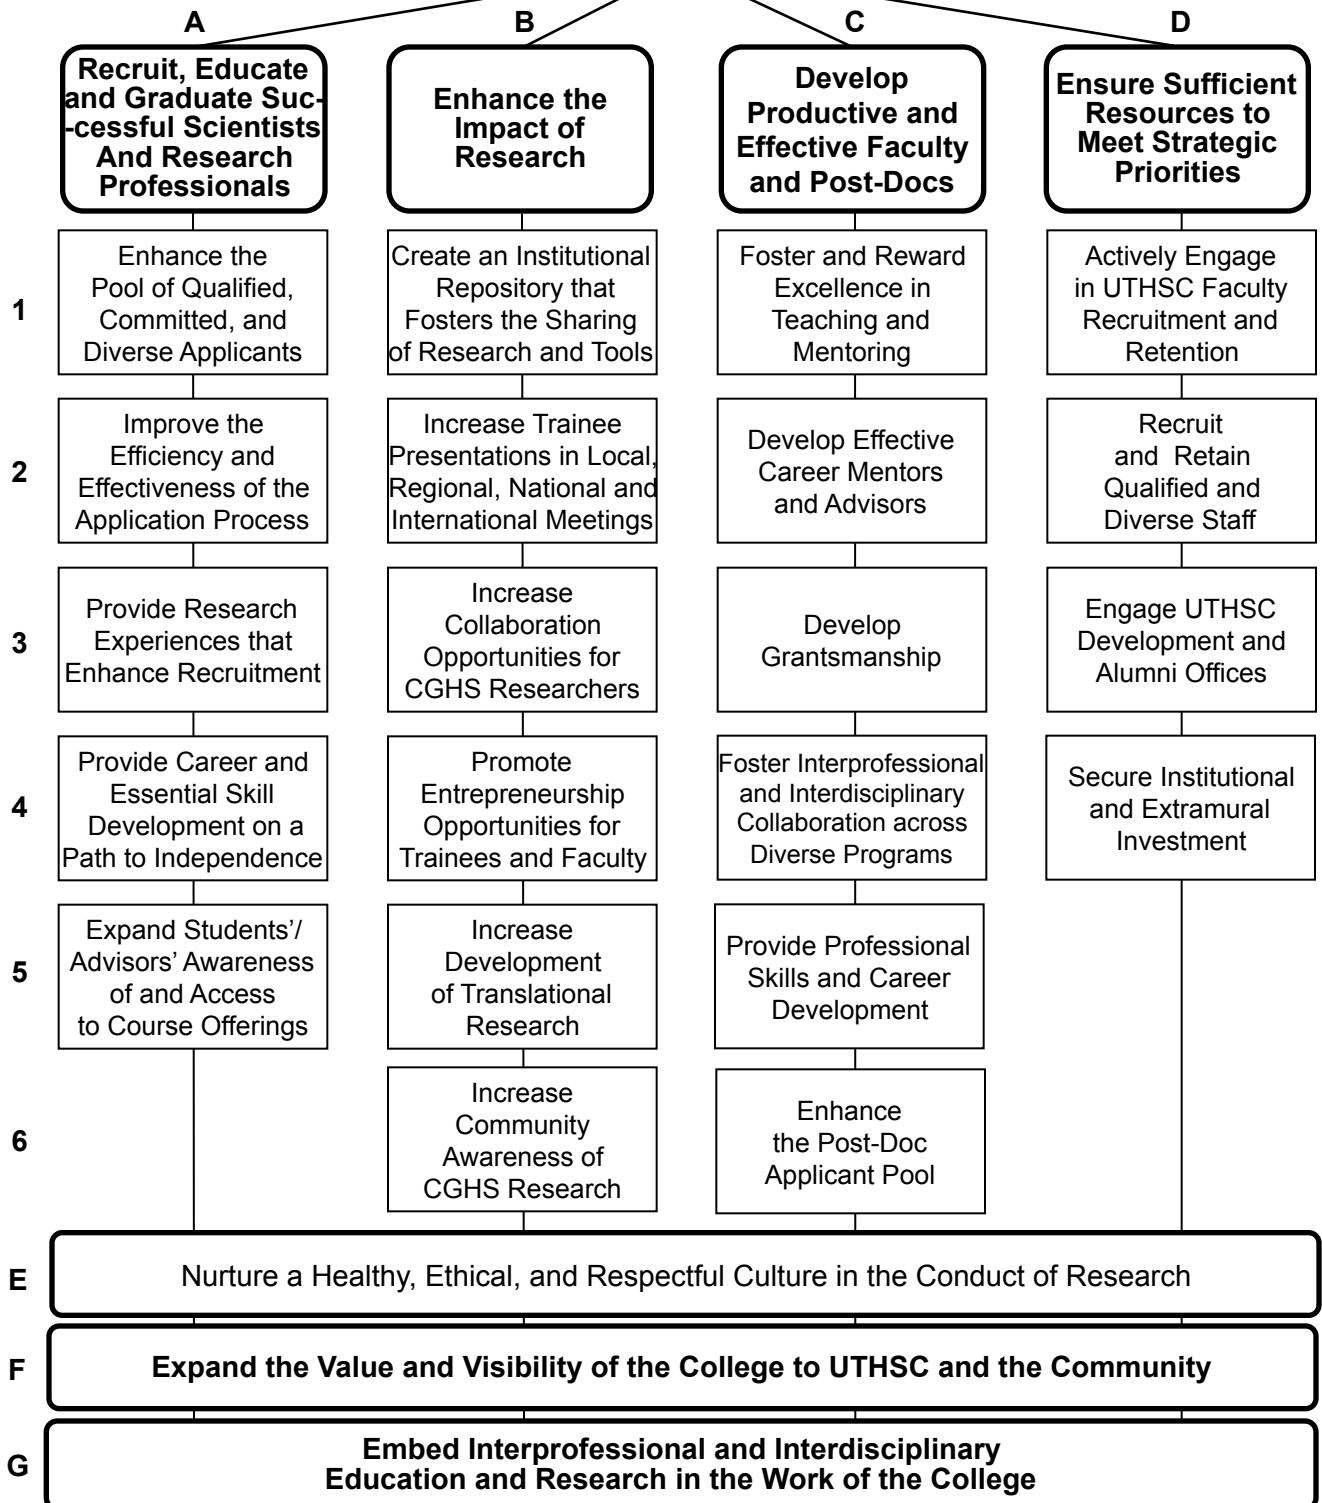 A
B
C
D
Recruit, Educate
and Graduate Suc-
-cessful Scientists
And Research
Professionals
Enhance the
Impact of
Research
Develop
Productive and
Effective Faculty
and Post-Docs
Ensure Sufficient
Resources to
Meet Strategic
Priorities
1
Enhance the
Pool of Qualified,
Committed, and
Diverse Applicants
Create an Institutional
Repository that
Fosters the Sharing
of Research and Tools
Foster and Reward
Excellence in
Teaching and
Mentoring
Actively Engage
in UTHSC Faculty
Recruitment and
Retention
2
Improve the
Efficiency and
Effectiveness of the
Application Process
Increase Trainee
Presentations in Local,
Regional, National and
International Meetings
Develop Effective
Career Mentors
and Advisors
Recruit
and Retain
Qualified and
Diverse Staff
3
Provide Research
Experiences that
Enhance Recruitment
Increase
Collaboration
Opportunities for
CGHS Researchers
Develop
Grantsmanship
Engage UTHSC
Development and
Alumni Offices
4
Provide Career and
Essential Skill
Development on a
Path to Independence
Promote
Entrepreneurship
Opportunities for
Trainees and Faculty
Foster Interprofessional
and Interdisciplinary
Collaboration across
Diverse Programs
Secure Institutional
and Extramural
Investment
5
Expand Students’/
Advisors’ Awareness
of and Access
to Course Offerings
Increase
Development
of Translational
Research
Provide Professional
Skills and Career
Development
6
Increase
Community
Awareness of
CGHS Research
Enhance
the Post-Doc
Applicant Pool
E
Nurture a Healthy, Ethical, and Respectful Culture in the Conduct of Research
F
Expand the Value and Visibility of the College to UTHSC and the Community
G
Embed Interprofessional and Interdisciplinary
Education and Research in the Work of the College